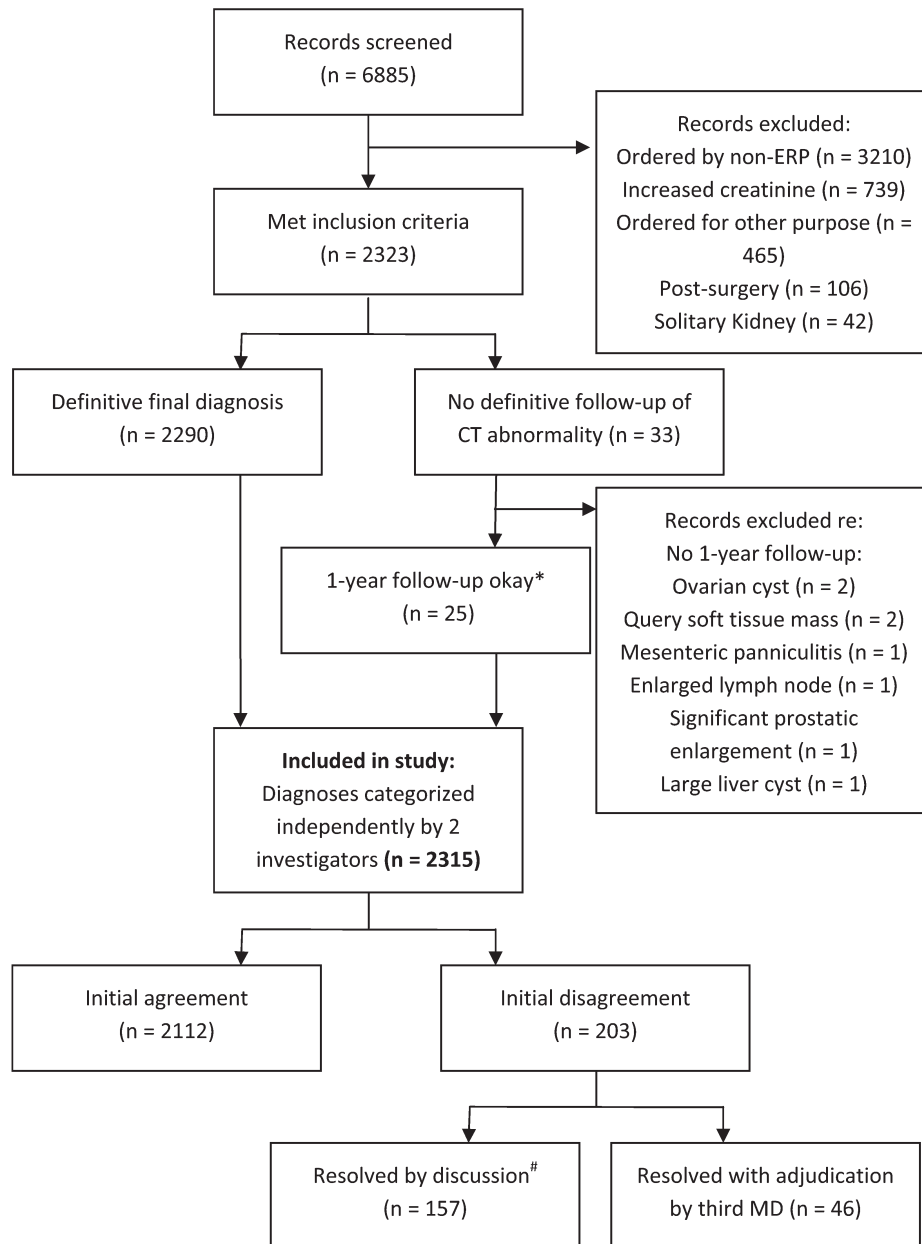 Records screened
(n = 6885)
Records excluded:
Ordered by non-ERP (n = 3210)
Increased creatinine (n = 739)
Ordered for other purpose (n =
465)
Post-surgery (n = 106)
Solitary Kidney (n = 42)
Met inclusion criteria
(n = 2323)
Definitive final diagnosis
(n = 2290)
No definitive follow-up of
CT abnormality (n = 33)
Records excluded re:
No 1-year follow-up:
Ovarian cyst (n = 2)
Query soft tissue mass (n = 2)
Mesenteric panniculitis (n = 1)
Enlarged lymph node (n = 1)
Significant prostatic
enlargement (n = 1)
Large liver cyst (n = 1)
1-year follow-up okay*
(n = 25)
Included in study:
Diagnoses categorized
independently by 2
investigators (n = 2315)
Initial agreement
(n = 2112)
Initial disagreement
(n = 203)
Resolved by discussion#
(n = 157)
Resolved with adjudication
by third MD (n = 46)